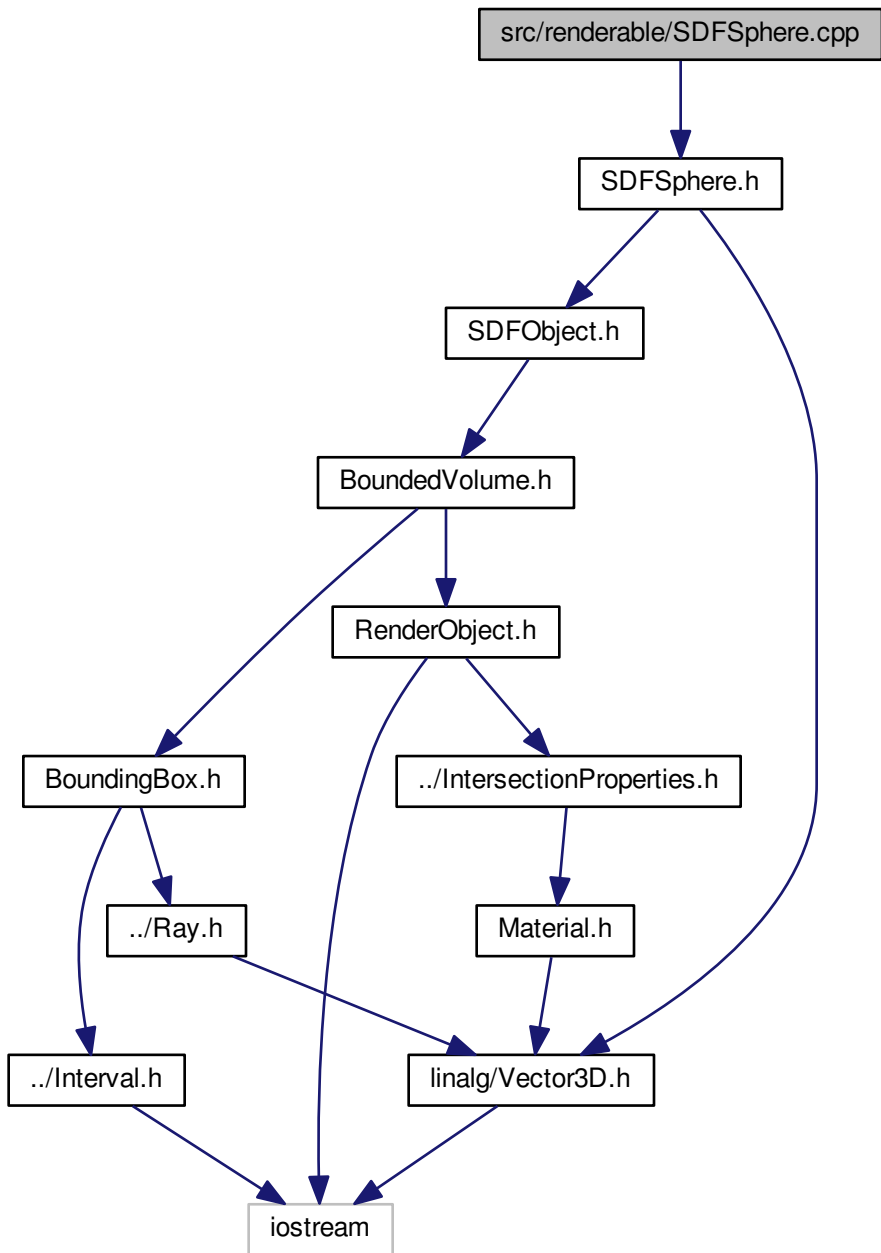 src/renderable/SDFSphere.cpp
SDFSphere.h
SDFObject.h
BoundedVolume.h
RenderObject.h
BoundingBox.h
../IntersectionProperties.h
../Ray.h
Material.h
../Interval.h
linalg/Vector3D.h
iostream